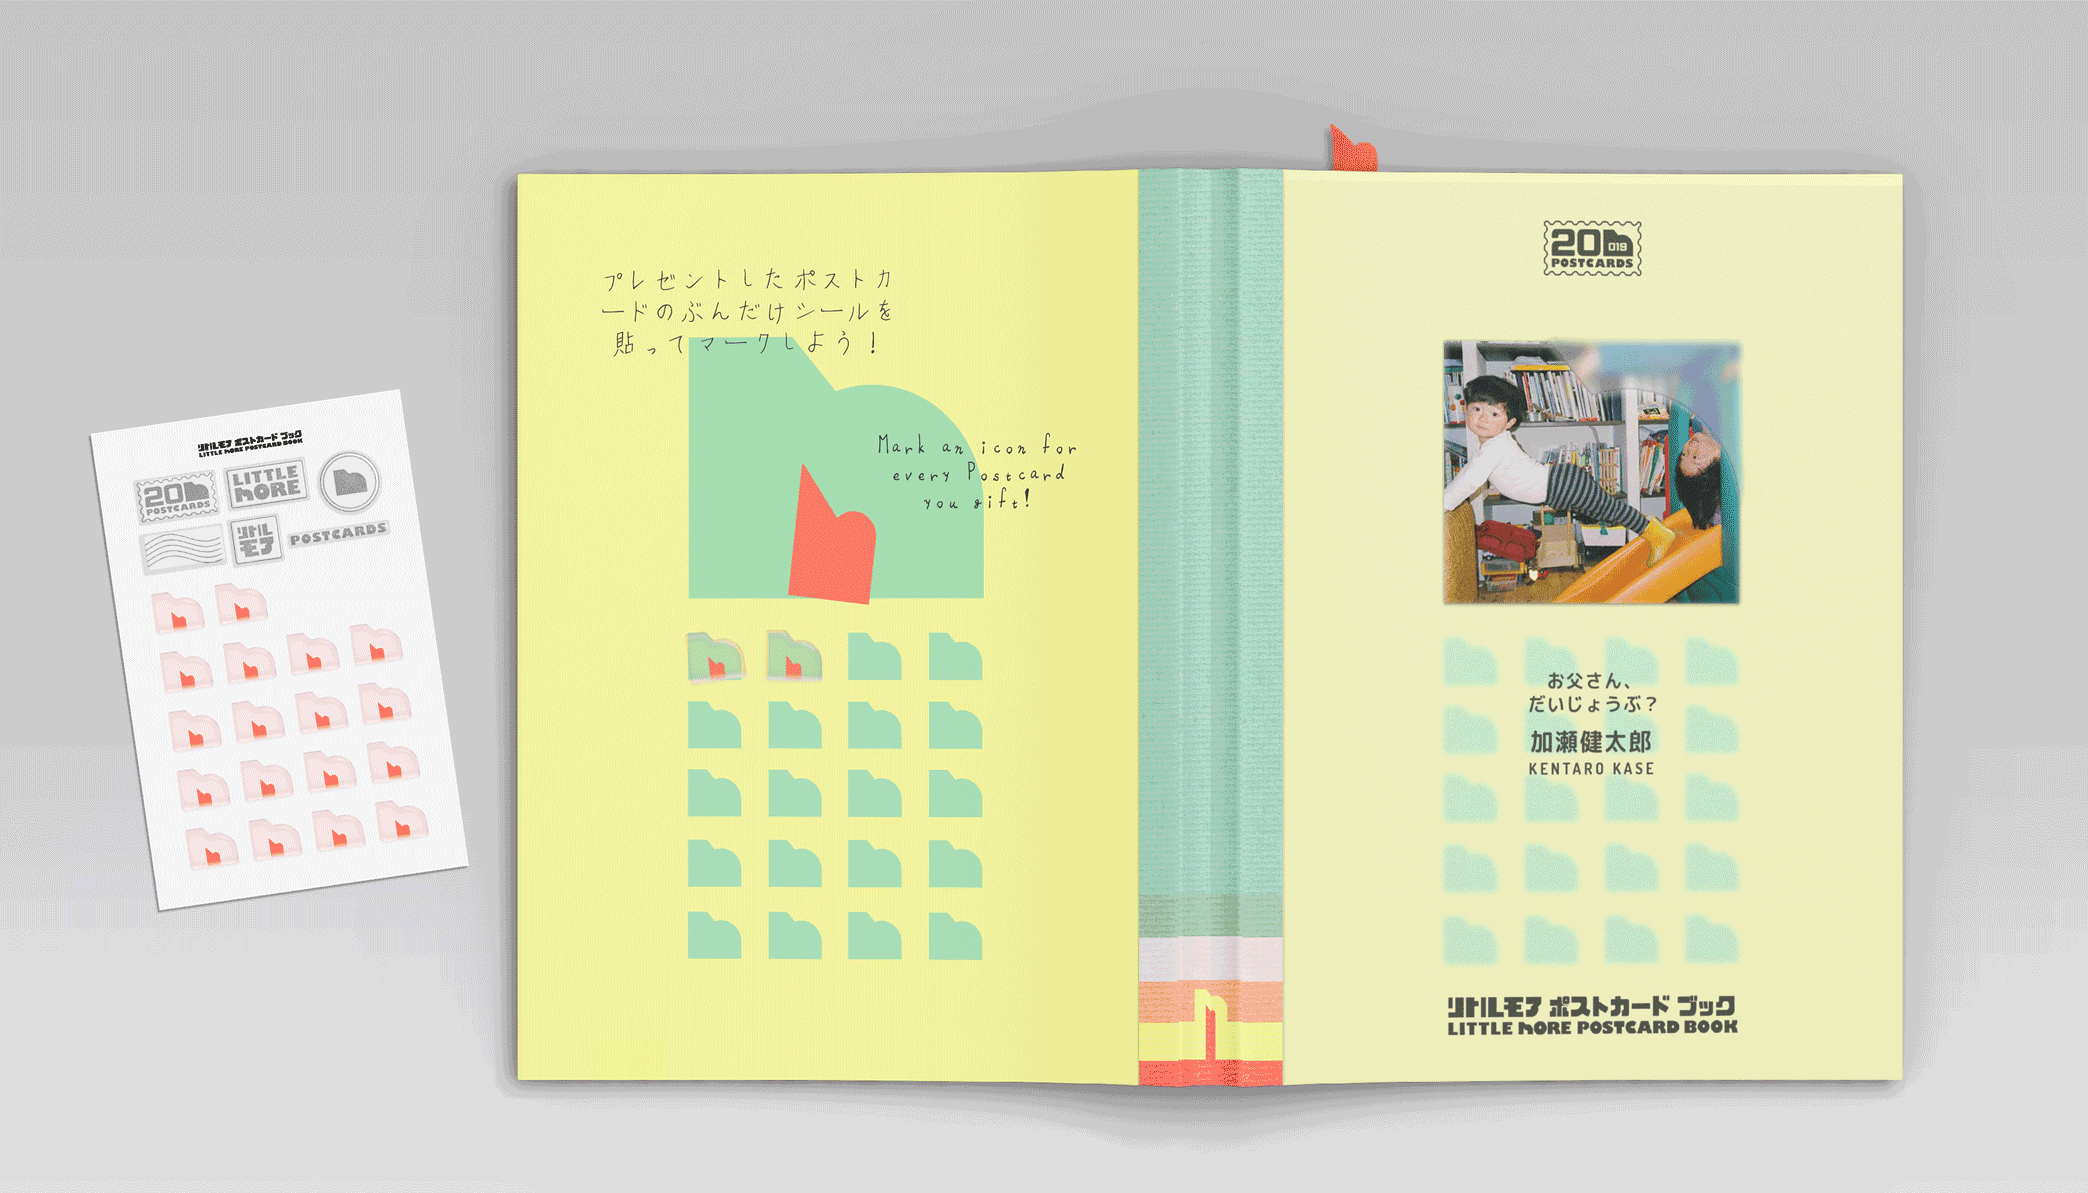 リトルモア ポストカード ブック
LITTLE MORE POSTCARD BOOK
20
POSTCARDS
LITTLE
MORE
リトル
モア
POSTCARDS
プレゼントしたポストカ
ードのぶんだけシールを
貼ってマークしよう！
Mark an icon for
every Postcard
you gift!
20 019
POSTCARDS
お父さん、
だいじょうぶ？
加瀬健太郎
KENTARO KASE
リトルモア ポストカード ブック
LITTLE MORE POSTCARD BOOK